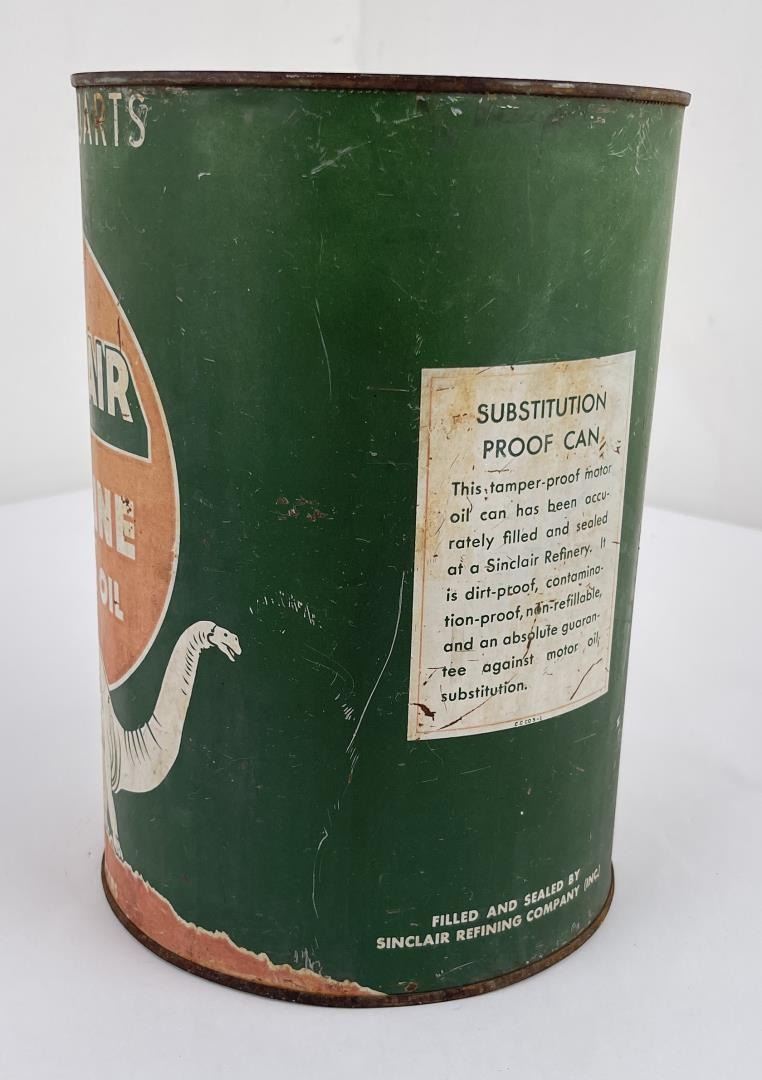 ARTS
AIR
INE
OIL
SUBSTITUTION
PROOF CAN
This tamper-proof motor
oil can has been accu-
rately filled and sealed
at a Sinclair Refinery. It
is dirt-proof, contamina-
tion-proof, non-refillable,
and an absolute guaran-
tee against motor oil
substitution.
FILLED AND SEALED BY
SINCLAIR REFINING COMPANY (INC.)